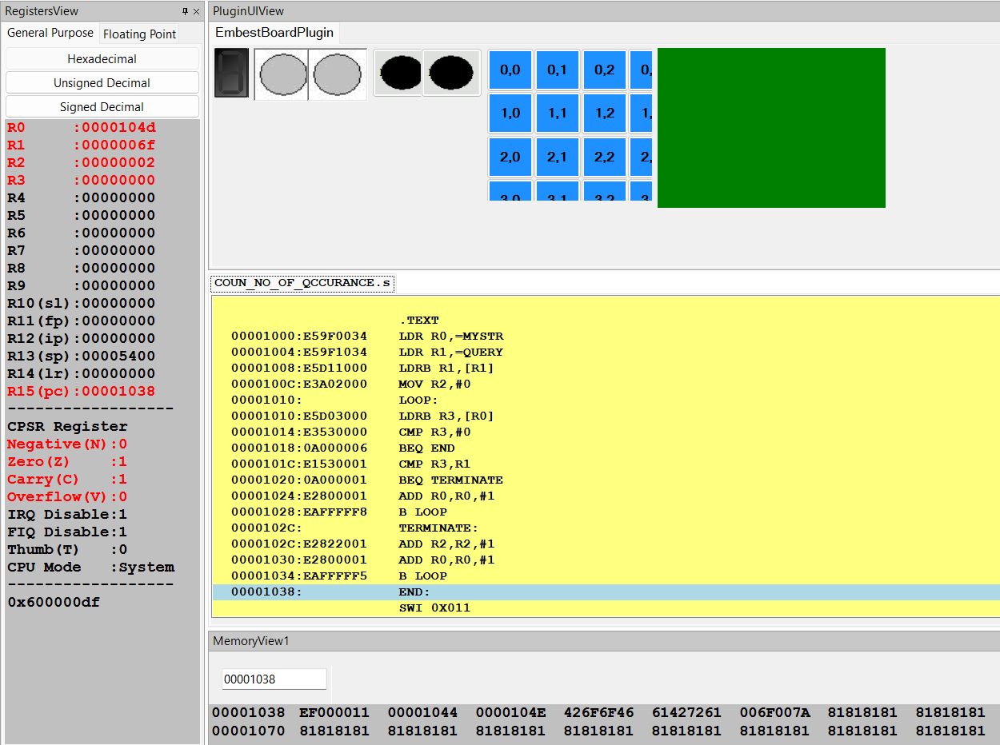 RegistersView
General Purpose Floating Point
Hexadecimal
Unsigned Decimal
Signed Decimal
R0 :0000104d
R1 :0000006f
R2 :00000002
R3 :00000000
R4 :00000000
R5 :00000000
R6 :00000000
R7 :00000000
R8 :00000000
R9 :00000000
R10(sl):00000000
R11(fp):00000000
R12(ip):00000000
R13(sp):00005400
R14(lr):00000000
R15(pc):00001038
------------------
CPSR Register
Negative(N):0
Zero(Z) :1
Carry(C) :1
Overflow(V):0
IRQ Disable:1
FIQ Disable:1
Thumb(T) :0
CPU Mode :System
------------------
0x600000df
PluginUIView
EmbestBoardPlugin
0,0 0,1 0,2 0,
1,0 1,1 1,2 1,
2,0 2,1 2,2 2,
3,0 3,1 3,2 3
COUN_NO_OF_QCCURANCE.s
.TEXT
00001000:E59F0034 LDR R0,=MYSTR
00001004:E59F1034 LDR R1,=QUERY
00001008:E5D11000 LDRB R1,[R1]
0000100C:E3A02000 MOV R2,#0
00001010: LOOP:
00001010:E5D03000 LDRB R3,[R0]
00001014:E3530000 CMP R3,#0
00001018:0A000006 BEQ END
0000101C:E1530001 CMP R3,R1
00001020:0A000001 BEQ TERMINATE
00001024:E2800001 ADD R0,R0,#1
00001028:EAFFFFF8 B LOOP
0000102C: TERMINATE:
0000102C:E2822001 ADD R2,R2,#1
00001030:E2800001 ADD R0,R0,#1
00001034:EAFFFFF5 B LOOP
00001038: END:
SWI 0X011
MemoryView1
00001038
00001038 EF000011 00001044 0000104E 426F6F46 61427261 006F007A 81818181 81818181
00001070 81818181 81818181 81818181 81818181 81818181 81818181 81818181 81818181